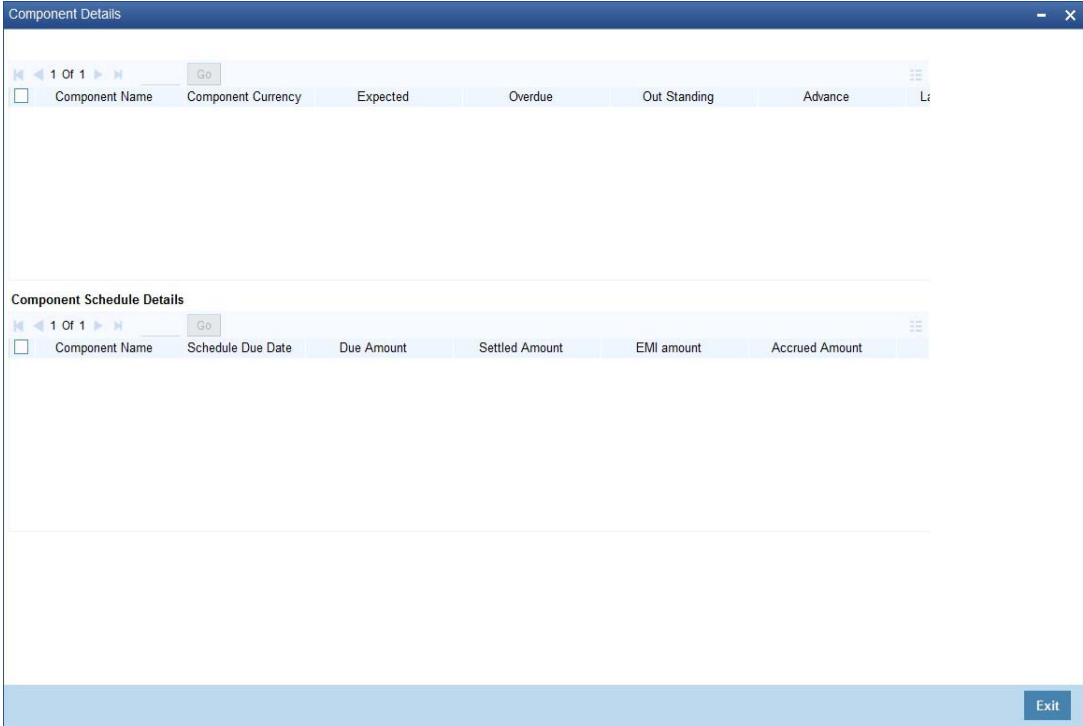 Component Details
1 Of 1 Go
Component Name Component Currency Expected Overdue Out Standing Advance
Component Schedule Details
1 Of 1 Go
Component Name Schedule Due Date Due Amount Settled Amount EMI amount Accrued Amount
Exit